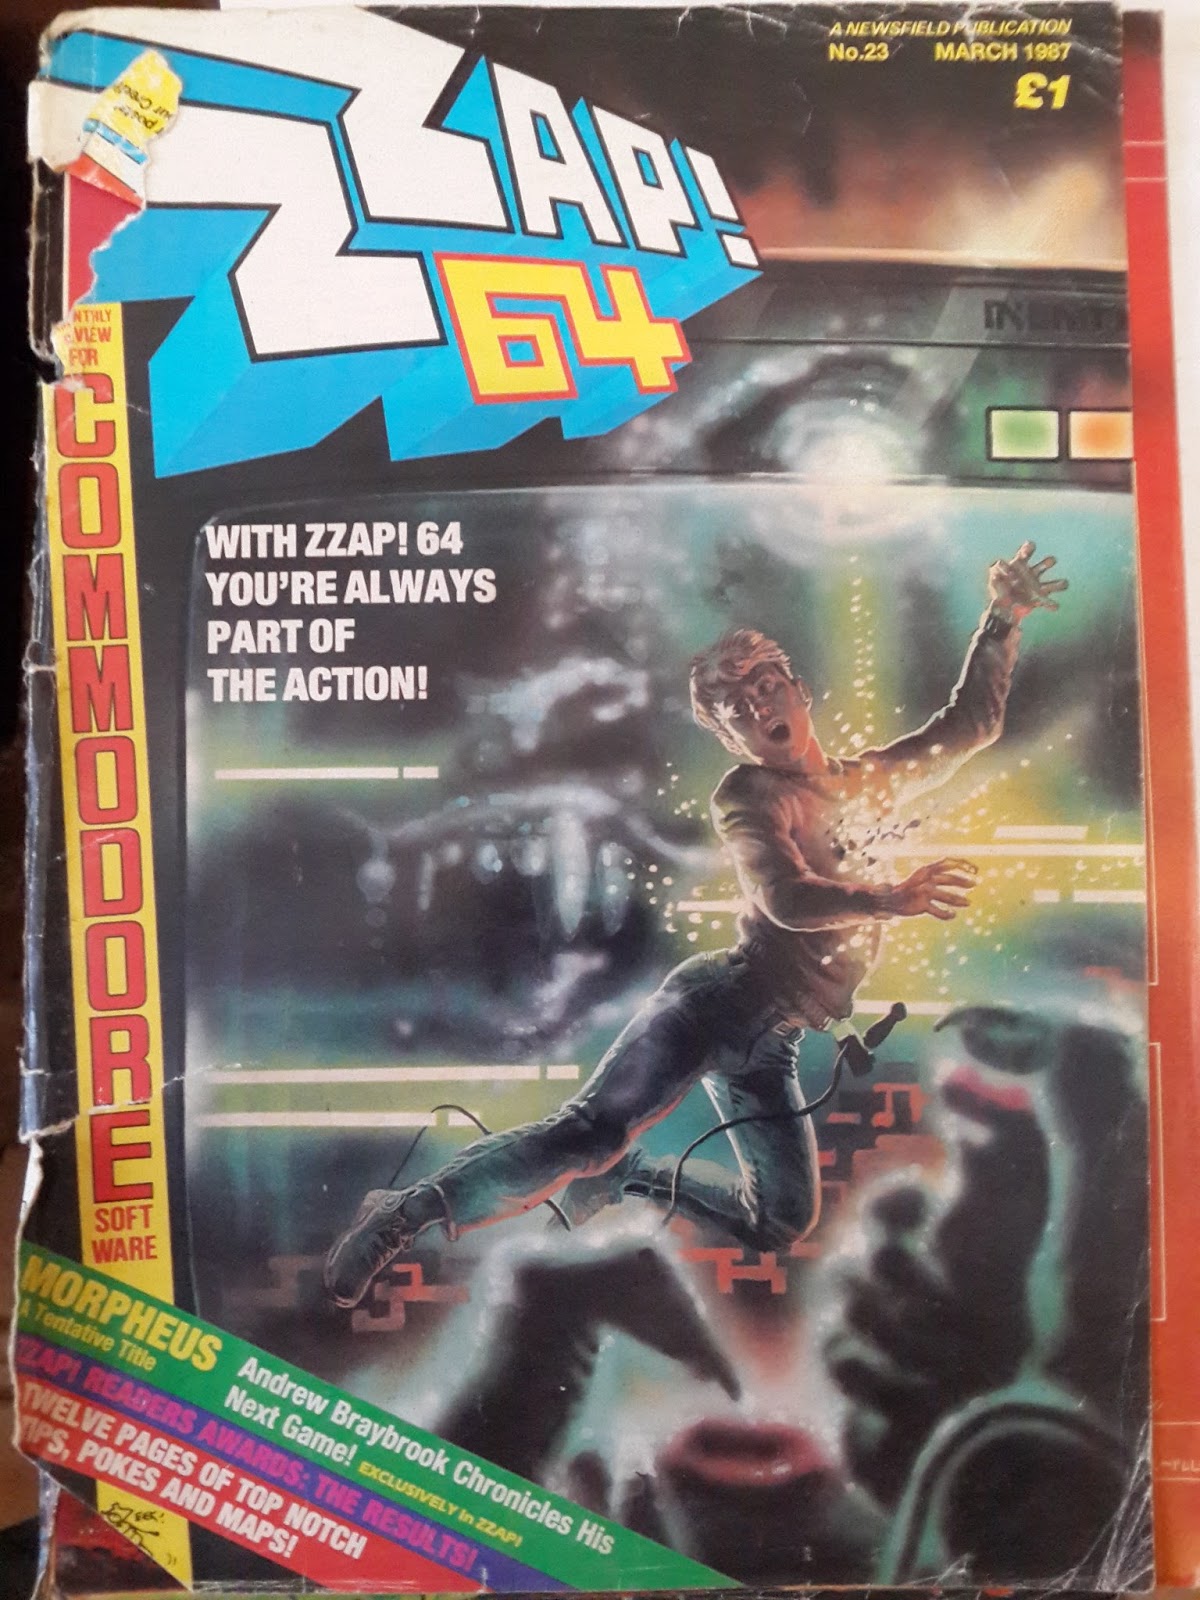 A NEWSFIELD PUBLICATION
No.23 MARCH 1987
£1
ZZAP!
64
FOR
COMMODORE
SOFT
WARE
WITH ZZAP! 64
YOU'RE ALWAYS
PART OF
THE ACTION!
MORPHEUS
A Tentative Title
Andrew Braybrook Chronicles His
Next Game! EXCLUSIVELY in ZZAP!
ZZAP! READERS AWARDS: THE RESULTS!
TWELVE PAGES OF TOP NOTCH
TIPS, POKES AND MAPS!